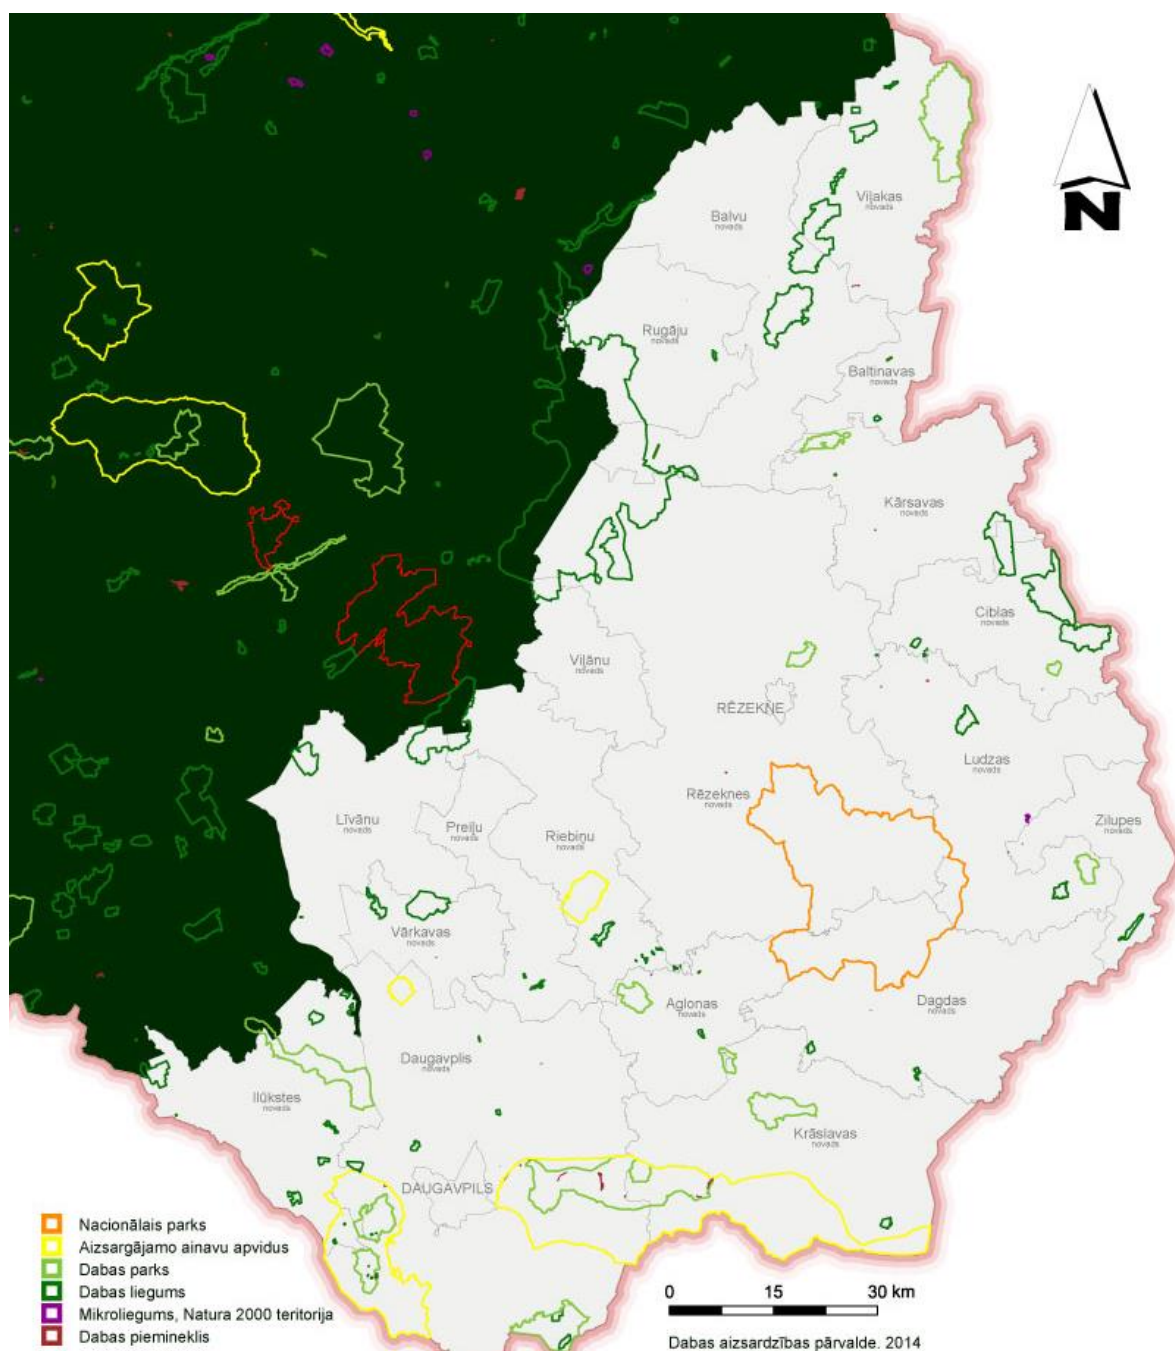 N
Viļakas
novads
Balvu
novads
Rugāju
novads
Baltinavas
novads
Kārsavas
novads
Ciblas
novads
Viļānu
novads
RĒZEKNE
Ludzas
novads
Rēzeknes
novads
Līvānu
novads
Preiļu
novads
Riebiņu
novads
Zilupes
novads
Vārkavas
novads
Aglonas
novads
Dagdas
novads
Daugavplis
novads
Ilūkstes
novads
Krāslavas
novads
DAUGAVPILS
Nacionālais parks
Aizsargājamo ainavu apvidus
Dabas parks
Dabas liegums
Mikroliegums, Natura 2000 teritorija
Dabas piemineklis
0 15 30 km
Dabas aizsardzības pārvalde. 2014